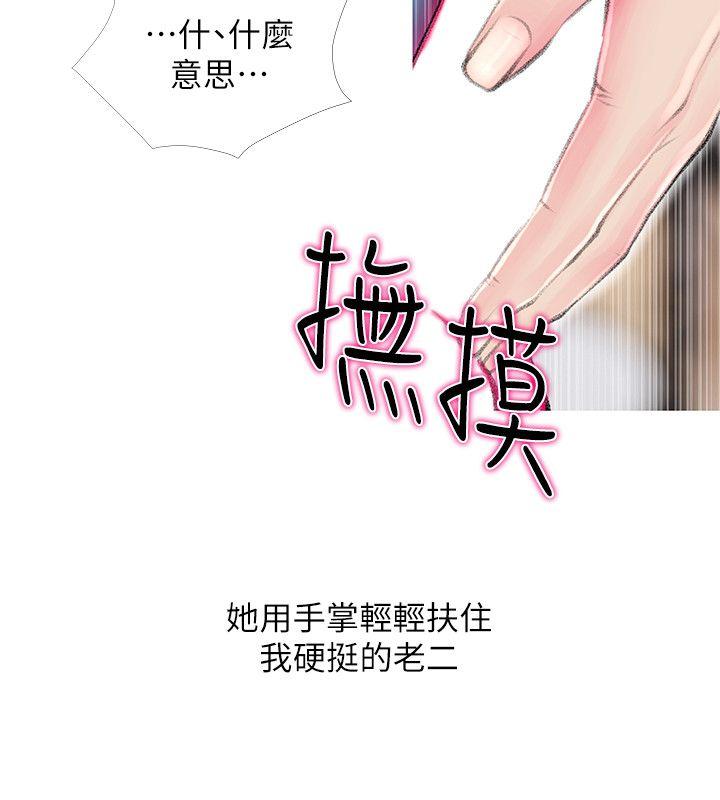 …什、什麼
意思…
撫摸
她用手掌輕輕扶住
我硬挺的老二